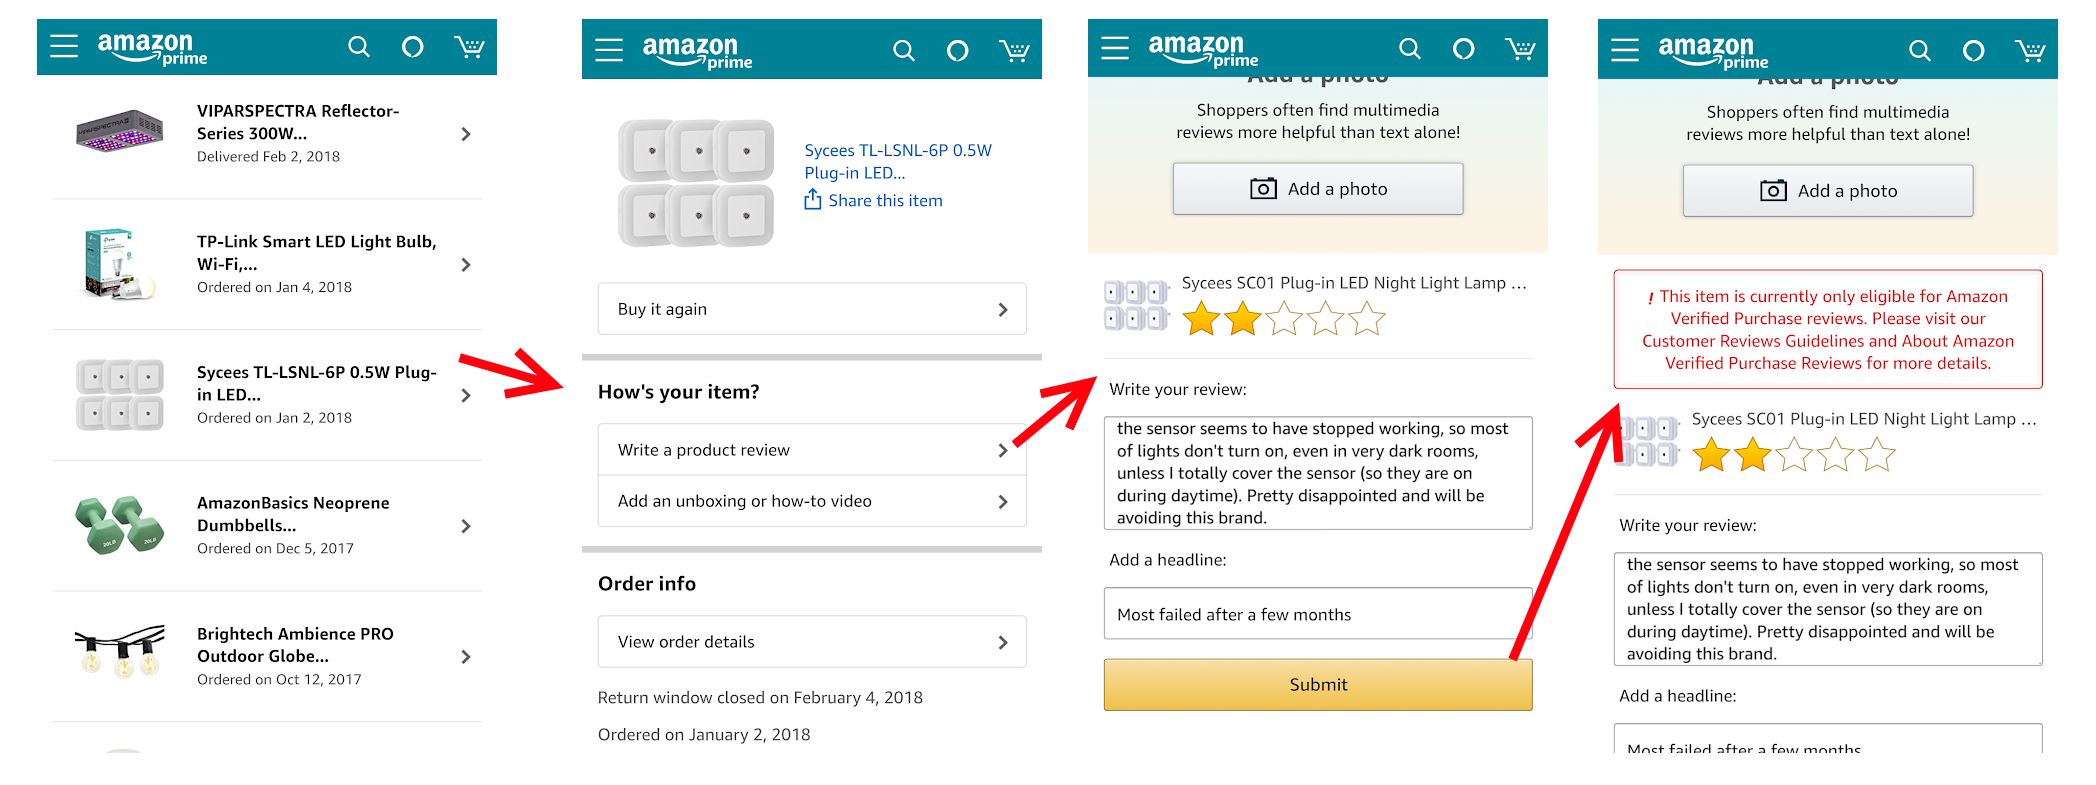 amazon
prime
VIPARSPECTRA Reflector-
Series 300W...
Delivered Feb 2, 2018
TP-Link Smart LED Light Bulb,
Wi-Fi,...
Ordered on Jan 4, 2018
Sycees TL-LSNL-6P 0.5W Plug-
in LED...
Ordered on Jan 2, 2018
AmazonBasics Neoprene
Dumbbells...
Ordered on Dec 5, 2017
Brightech Ambience PRO
Outdoor Globe...
Ordered on Oct 12, 2017
amazon
prime
Sycees TL-LSNL-6P 0.5W
Plug-in LED...
Share this item
Buy it again
How's your item?
Write a product review
Add an unboxing or how-to video
Order info
View order details
Return window closed on February 4, 2018
Ordered on January 2, 2018
amazon
prime
Add a photo
Shoppers often find multimedia
reviews more helpful than text alone!
Add a photo
Sycees SC01 Plug-in LED Night Light Lamp ...
Write your review:
the sensor seems to have stopped working, so most
of lights don't turn on, even in very dark rooms,
unless I totally cover the sensor (so they are on
during daytime). Pretty disappointed and will be
avoiding this brand.
Add a headline:
Most failed after a few months
Submit
amazon
prime
Add a photo
Shoppers often find multimedia
reviews more helpful than text alone!
Add a photo
! This item is currently only eligible for Amazon
Verified Purchase reviews. Please visit our
Customer Reviews Guidelines and About Amazon
Verified Purchase Reviews for more details.
Sycees SC01 Plug-in LED Night Light Lamp ...
Write your review:
the sensor seems to have stopped working, so most
of lights don't turn on, even in very dark rooms,
unless I totally cover the sensor (so they are on
during daytime). Pretty disappointed and will be
avoiding this brand.
Add a headline:
Most failed after a few months